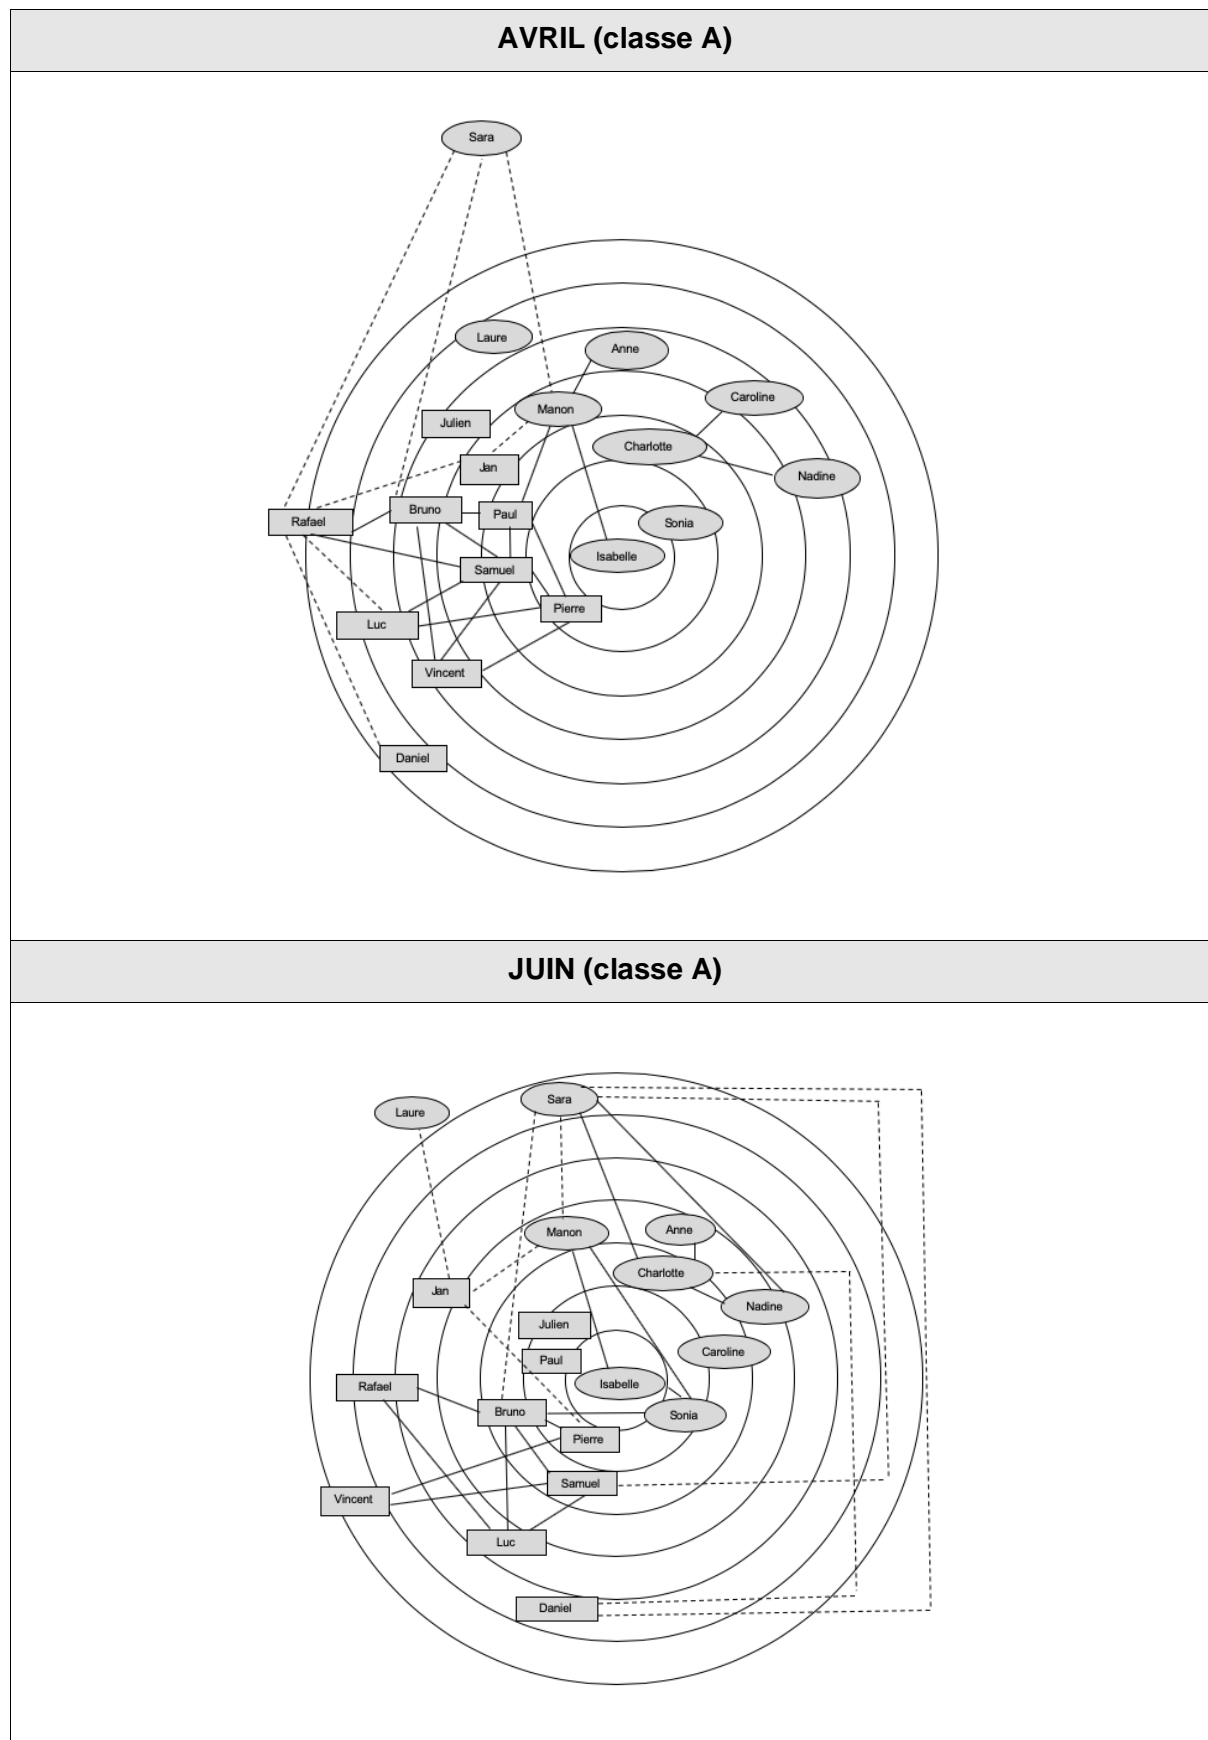 AVRIL (classe A)
Sara
Laure
Anne
Caroline
Manon
Julien
Charlotte
Jan
Nadine
Bruno
Paul
Rafael
Sonia
Isabelle
Samuel
Pierre
Luc
Vincent
Daniel
JUIN (classe A)
Sara
Laure
Anne
Manon
Charlotte
Jan
Nadine
Julien
Caroline
Paul
Isabelle
Rafael
Bruno
Sonia
Pierre
Samuel
Vincent
Luc
Daniel